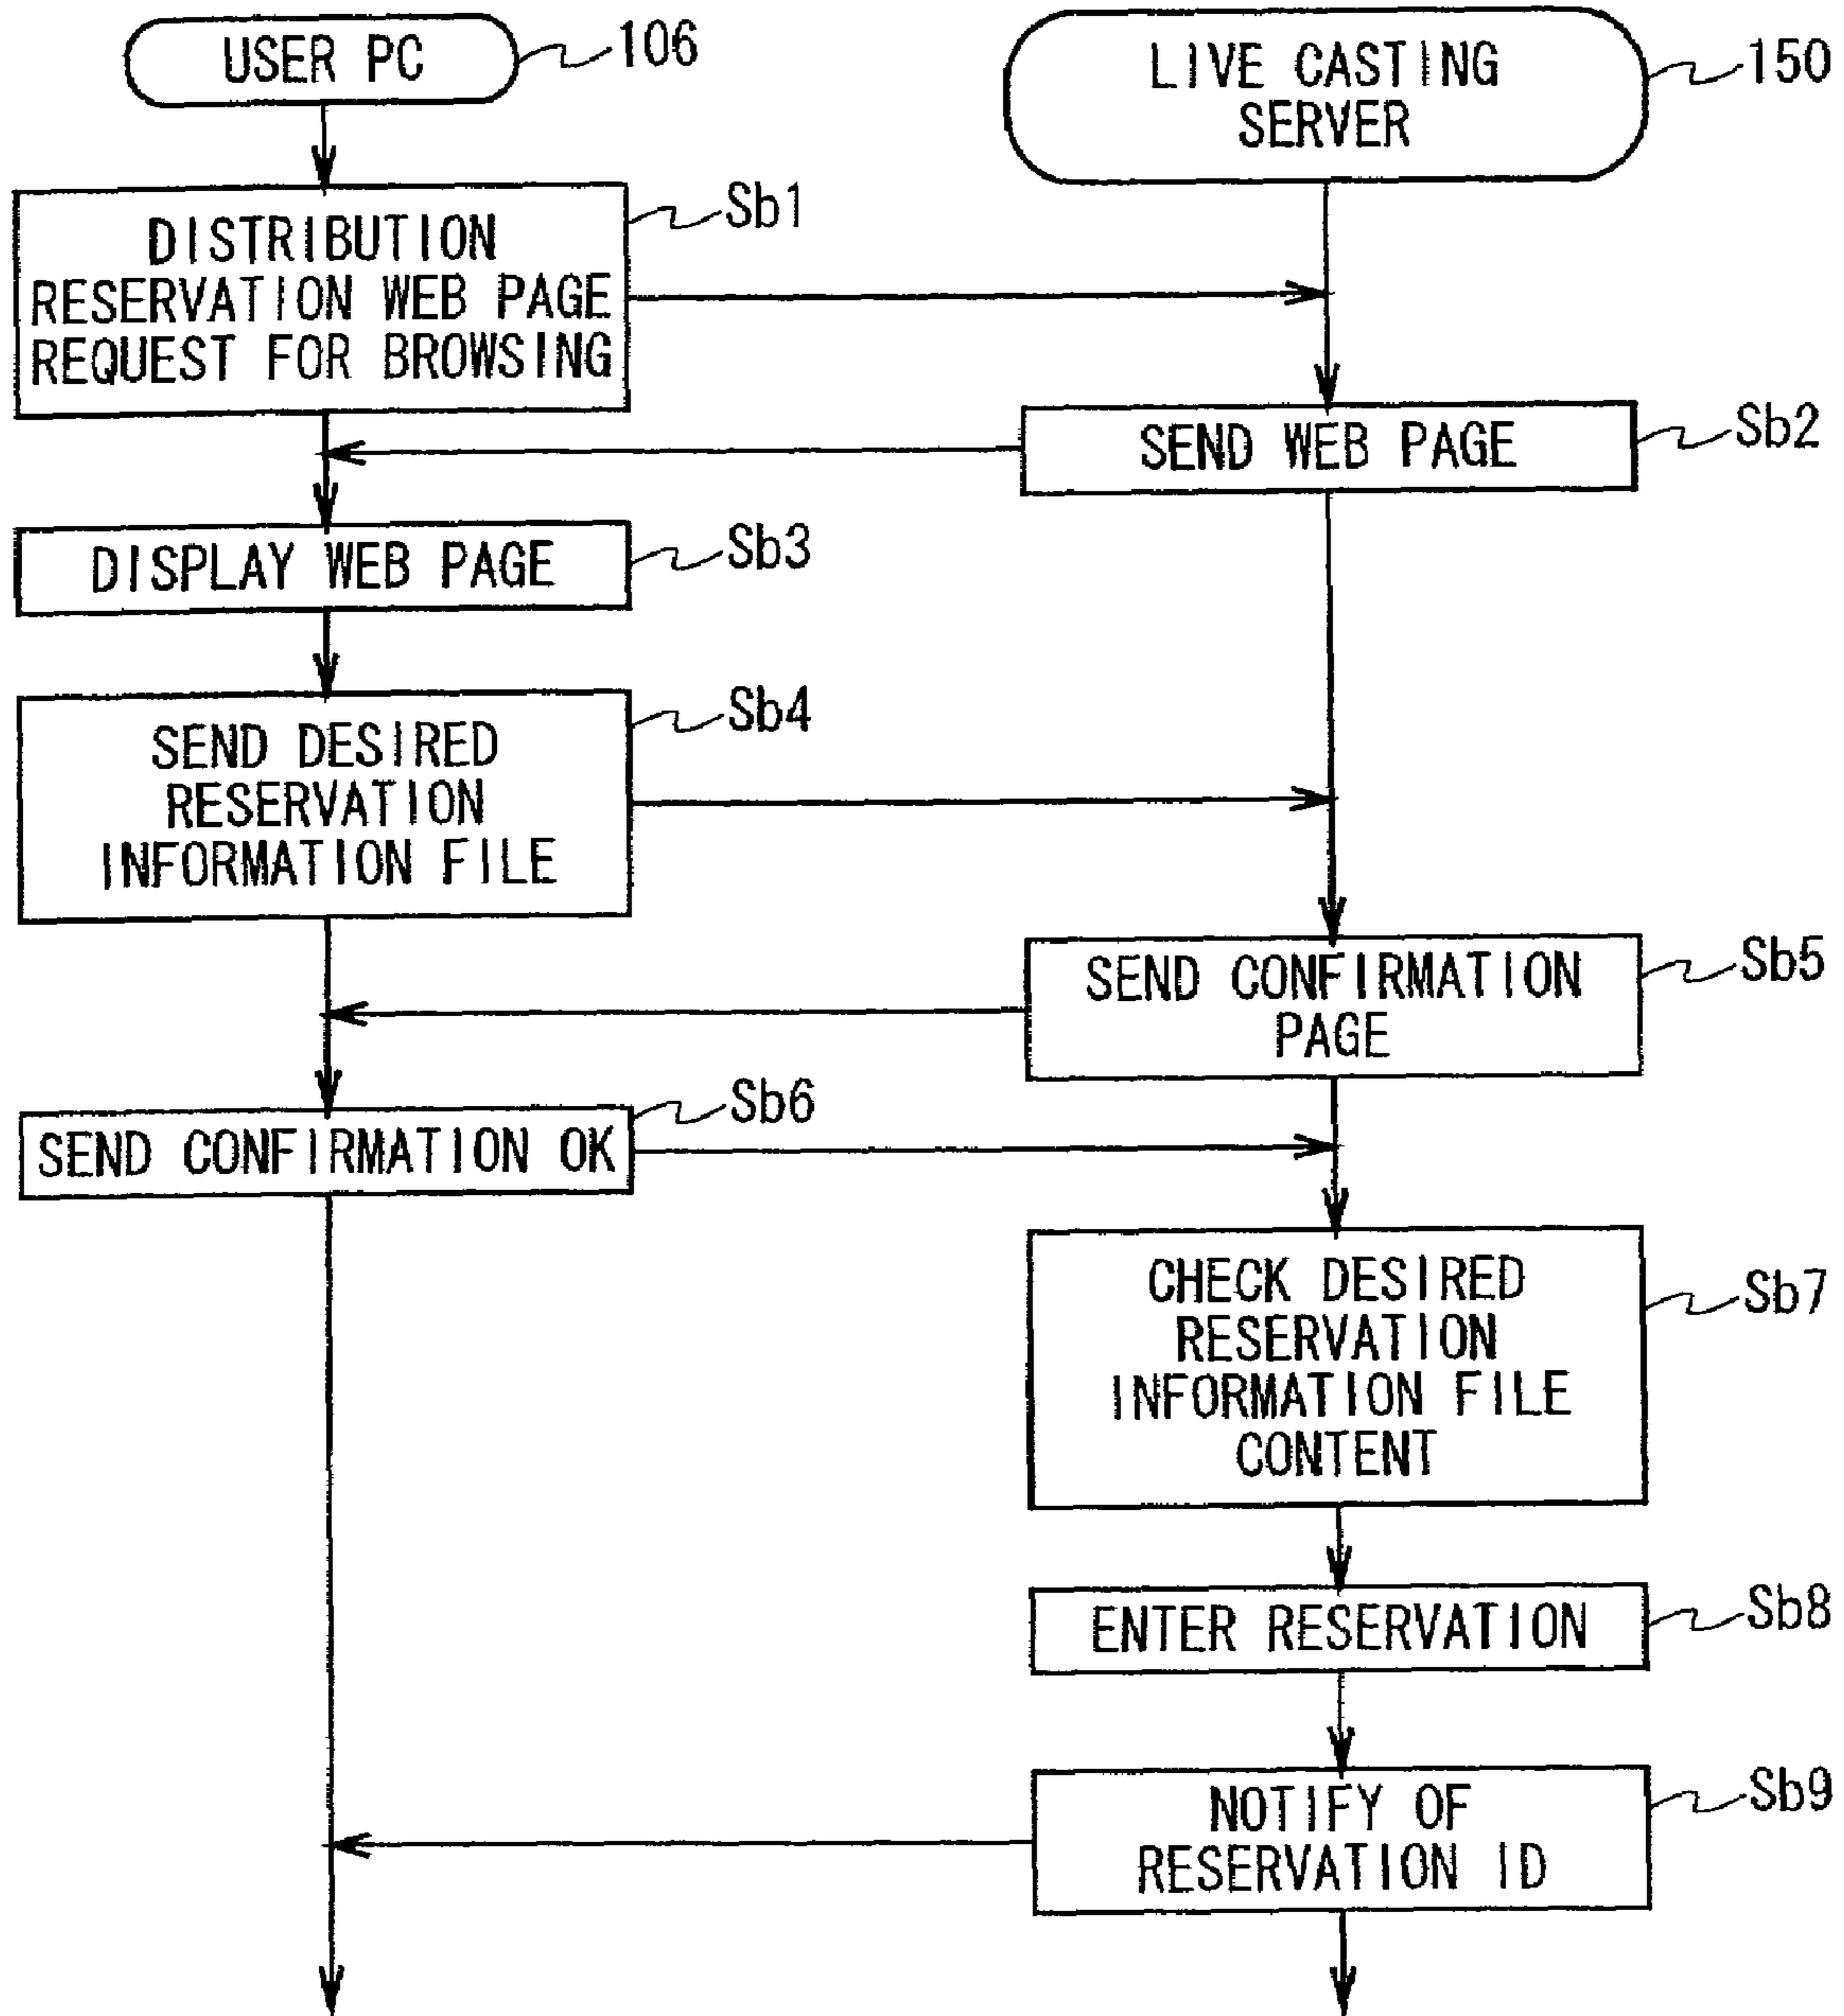 USER PC
106
LIVE CASTING
SERVER
150
DISTRIBUTION
RESERVATION WEB PAGE
REQUEST FOR BROWSING
Sb1
SEND WEB PAGE
Sb2
DISPLAY WEB PAGE
Sb3
SEND DESIRED
RESERVATION
INFORMATION FILE
Sb4
SEND CONFIRMATION
PAGE
Sb5
SEND CONFIRMATION OK
Sb6
CHECK DESIRED
RESERVATION
INFORMATION FILE
CONTENT
Sb7
ENTER RESERVATION
Sb8
NOTIFY OF
RESERVATION ID
Sb9